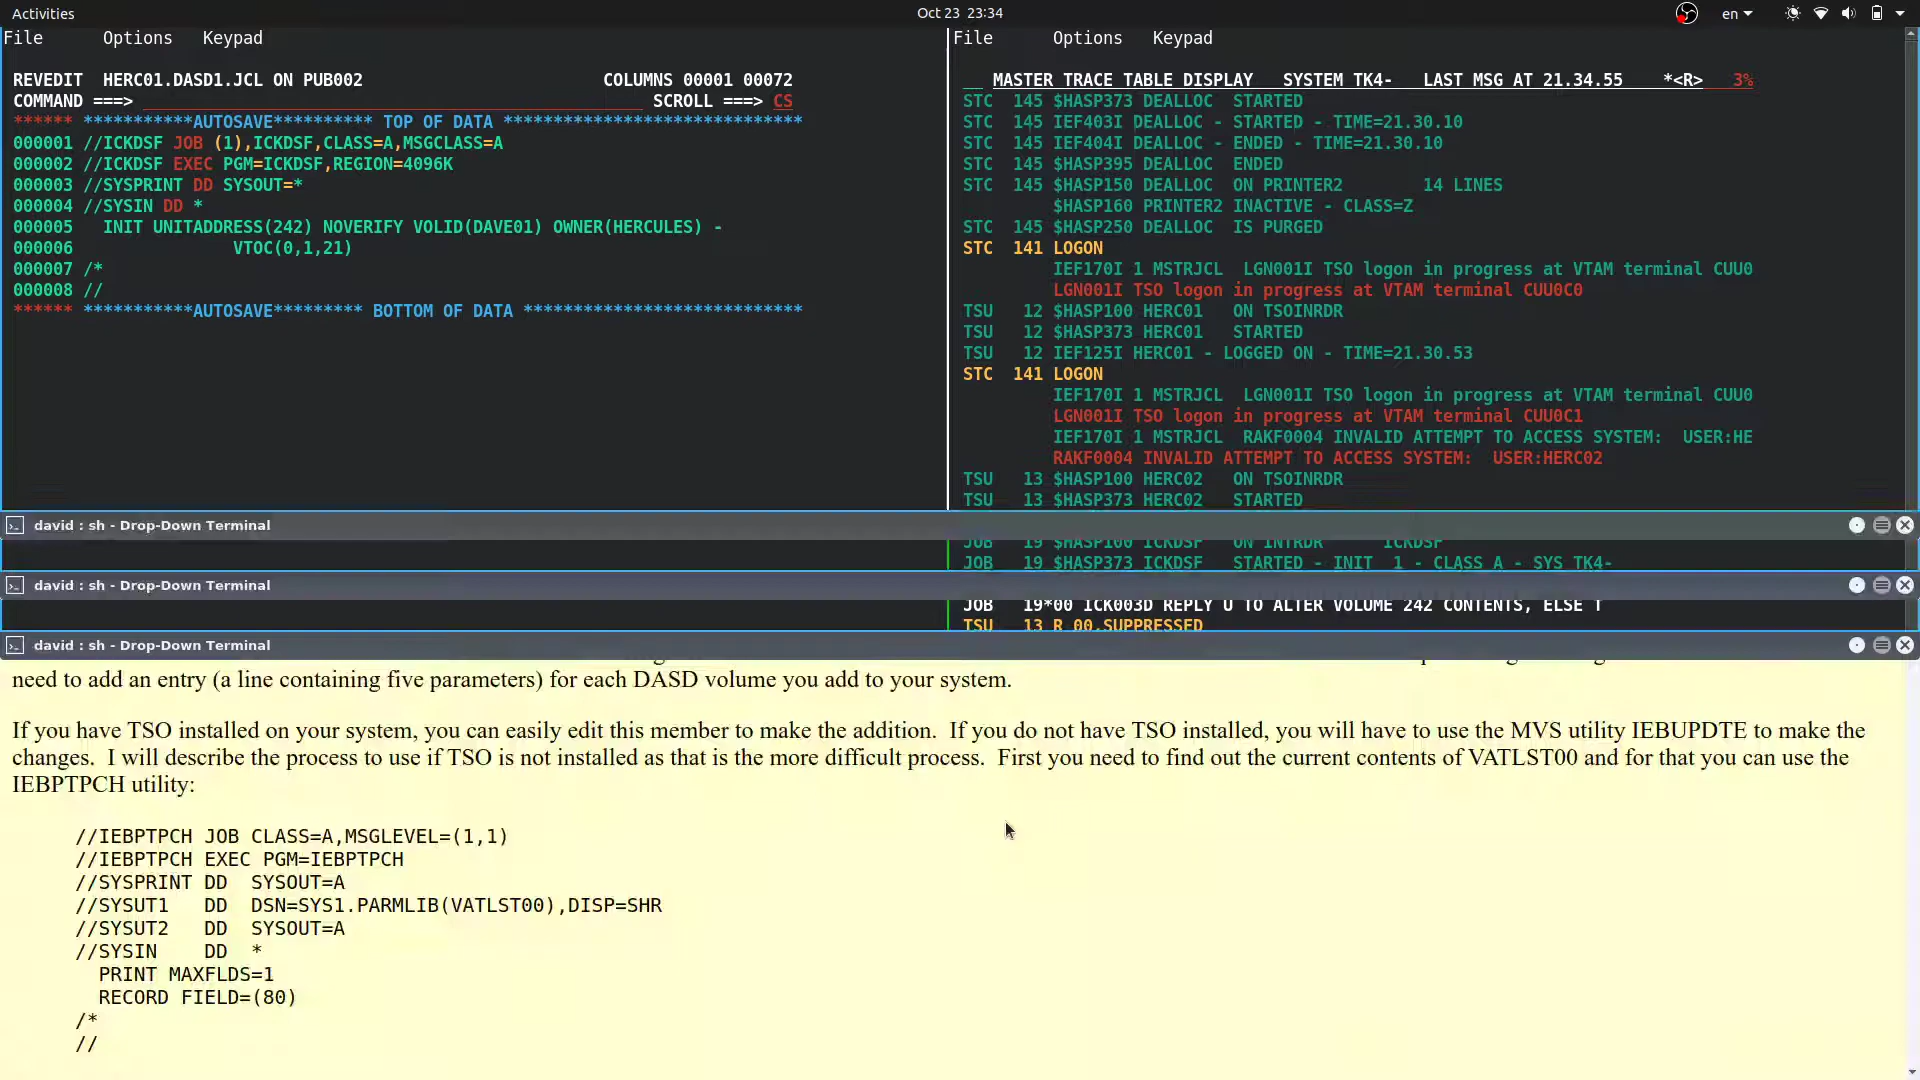 Activities
Oct 23 23:34
en
File Options Keypad
REVEDIT HERC01.DASD1.JCL ON PUB002 COLUMNS 00001 00072
COMMAND ===> SCROLL ===> CS
****** ***********AUTOSAVE********** TOP OF DATA ******************************
000001 //ICKDSF JOB (1),ICKDSF,CLASS=A,MSGCLASS=A
000002 //ICKDSF EXEC PGM=ICKDSF,REGION=4096K
000003 //SYSPRINT DD SYSOUT=*
000004 //SYSIN DD *
000005 INIT UNITADDRESS(242) NOVERIFY VOLID(DAVE01) OWNER(HERCULES) -
000006 VTOC(0,1,21)
000007 /*
000008 //
****** ***********AUTOSAVE********* BOTTOM OF DATA ****************************
File Options Keypad
__ MASTER TRACE TABLE DISPLAY SYSTEM TK4- LAST MSG AT 21.34.55 *<R> 3%
STC 145 $HASP373 DEALLOC STARTED
STC 145 IEF403I DEALLOC - STARTED - TIME=21.30.10
STC 145 IEF404I DEALLOC - ENDED - TIME=21.30.10
STC 145 $HASP395 DEALLOC ENDED
STC 145 $HASP150 DEALLOC ON PRINTER2 14 LINES
$HASP160 PRINTER2 INACTIVE - CLASS=Z
STC 145 $HASP250 DEALLOC IS PURGED
STC 141 LOGON
IEF170I 1 MSTRJCL LGN001I TSO logon in progress at VTAM terminal CUU0
LGN001I TSO logon in progress at VTAM terminal CUU0C0
TSU 12 $HASP100 HERC01 ON TSOINRDR
TSU 12 $HASP373 HERC01 STARTED
TSU 12 IEF125I HERC01 - LOGGED ON - TIME=21.30.53
STC 141 LOGON
IEF170I 1 MSTRJCL LGN001I TSO logon in progress at VTAM terminal CUU0
LGN001I TSO logon in progress at VTAM terminal CUU0C1
IEF170I 1 MSTRJCL RAKF0004 INVALID ATTEMPT TO ACCESS SYSTEM: USER:HE
RAKF0004 INVALID ATTEMPT TO ACCESS SYSTEM: USER:HERC02
TSU 13 $HASP100 HERC02 ON TSOINRDR
TSU 13 $HASP373 HERC02 STARTED
david : sh - Drop-Down Terminal
JOB 19 $HASP100 ICKDSF ON INTRDR ICKDSF
JOB 19 $HASP373 ICKDSF STARTED - INIT 1 - CLASS A - SYS TK4-
david : sh - Drop-Down Terminal
JOB 19*00 ICK003D REPLY U TO ALTER VOLUME 242 CONTENTS, ELSE T
TSU 13 R 00,SUPPRESSED
david : sh - Drop-Down Terminal
need to add an entry (a line containing five parameters) for each DASD volume you add to your system.
If you have TSO installed on your system, you can easily edit this member to make the addition. If you do not have TSO installed, you will have to use the MVS utility IEBUPDTE to make the
changes. I will describe the process to use if TSO is not installed as that is the more difficult process. First you need to find out the current contents of VATLST00 and for that you can use the
IEBPTPCH utility:
//IEBPTPCH JOB CLASS=A,MSGLEVEL=(1,1)
//IEBPTPCH EXEC PGM=IEBPTPCH
//SYSPRINT DD SYSOUT=A
//SYSUT1 DD DSN=SYS1.PARMLIB(VATLST00),DISP=SHR
//SYSUT2 DD SYSOUT=A
//SYSIN DD *
PRINT MAXFLDS=1
RECORD FIELD=(80)
/*
//